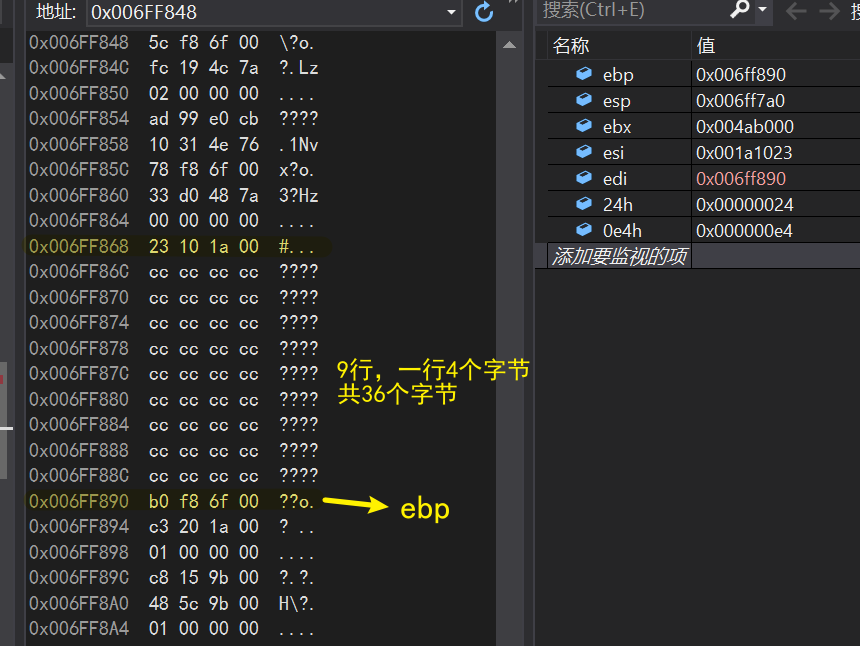 地址: 0x006FF848
搜索(Ctrl+E)
0x006FF848 5c f8 6f 00 \?o.
0x006FF84C fc 19 4c 7a ?.Lz
0x006FF850 02 00 00 00 ....
0x006FF854 ad 99 e0 cb ????
0x006FF858 10 31 4e 76 .1Nv
0x006FF85C 78 f8 6f 00 x?o.
0x006FF860 33 d0 48 7a 3?Hz
0x006FF864 00 00 00 00 ....
0x006FF868 23 10 1a 00 #...
0x006FF86C cc cc cc cc ????
0x006FF870 cc cc cc cc ????
0x006FF874 cc cc cc cc ????
0x006FF878 cc cc cc cc ????
0x006FF87C cc cc cc cc ????
0x006FF880 cc cc cc cc ????
0x006FF884 cc cc cc cc ????
0x006FF888 cc cc cc cc ????
0x006FF88C cc cc cc cc ????
0x006FF890 b0 f8 6f 00 ??o.
0x006FF894 c3 20 1a 00 ? ..
0x006FF898 01 00 00 00 ....
0x006FF89C c8 15 9b 00 ?.?.
0x006FF8A0 48 5c 9b 00 H\?.
0x006FF8A4 01 00 00 00 ....
9行，一行4个字节
共36个字节
ebp
名称 值
ebp 0x006ff890
esp 0x006ff7a0
ebx 0x004ab000
esi 0x001a1023
edi 0x006ff890
24h 0x00000024
0e4h 0x000000e4
添加要监视的项